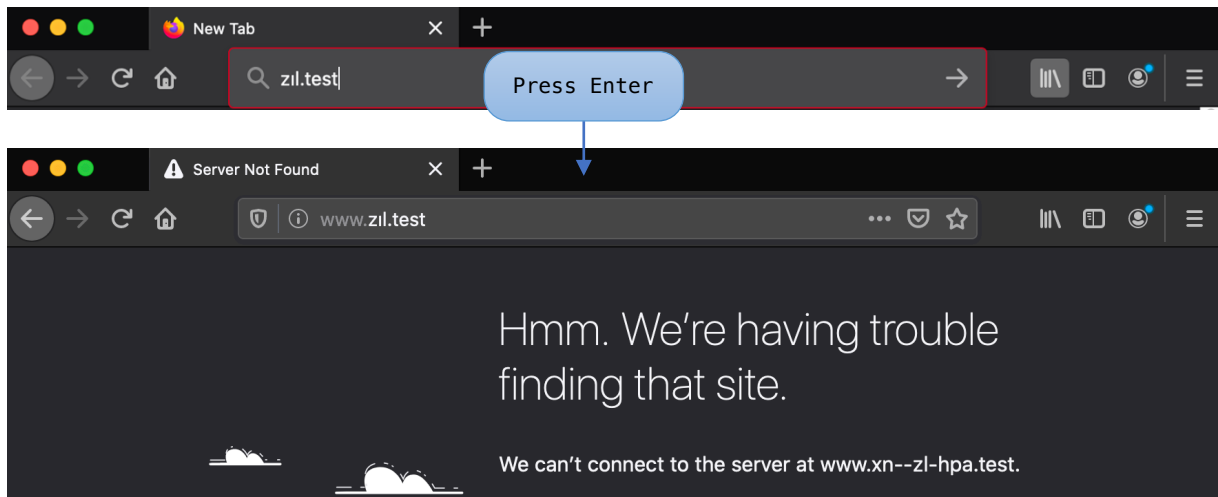 New Tab
zıl.test
Press Enter
Server Not Found
www.zıl.test
Hmm. We’re having trouble
finding that site.
We can’t connect to the server at www.xn--zl-hpa.test.